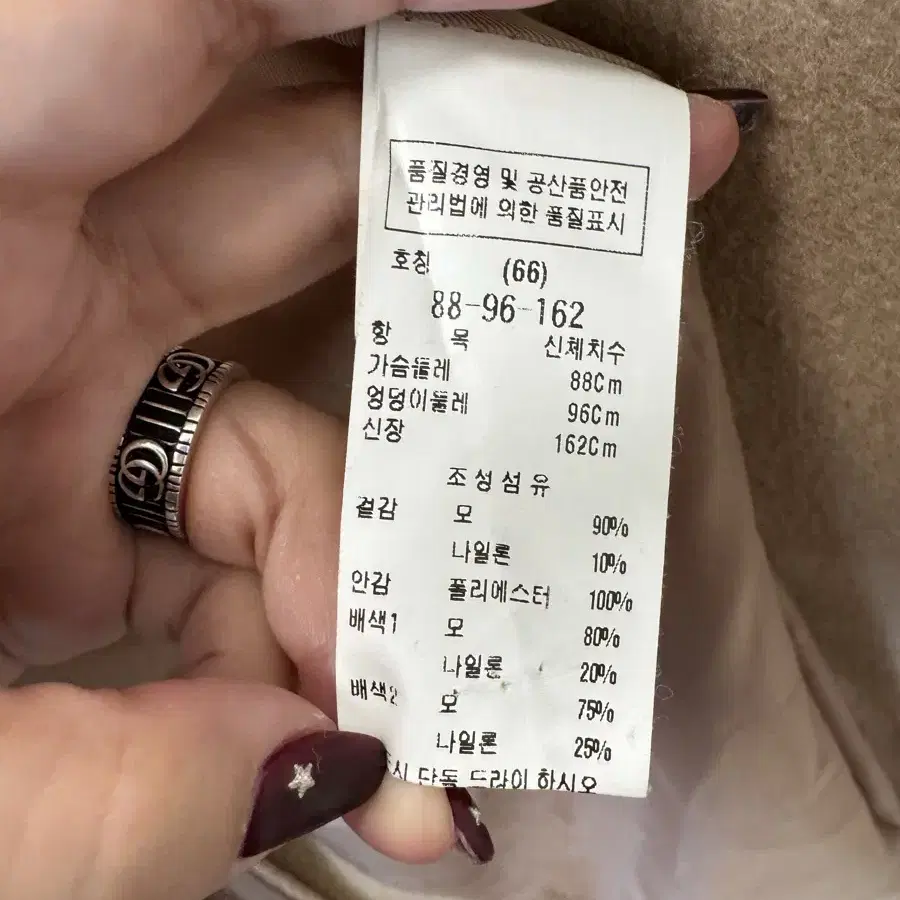 품질경영 및 공산품안전
관리법에 의한 품질표시
호칭 (66)
88-96-162
항 목 신체치수
가슴둘레 88Cm
엉덩이둘레 96Cm
신장 162Cm
조성섬유
겉감 모 90%
나일론 10%
안감 폴리에스터 100%
배색1 모 80%
나일론 20%
배색2 모 75%
나일론 25%
단독 드라이 하시오